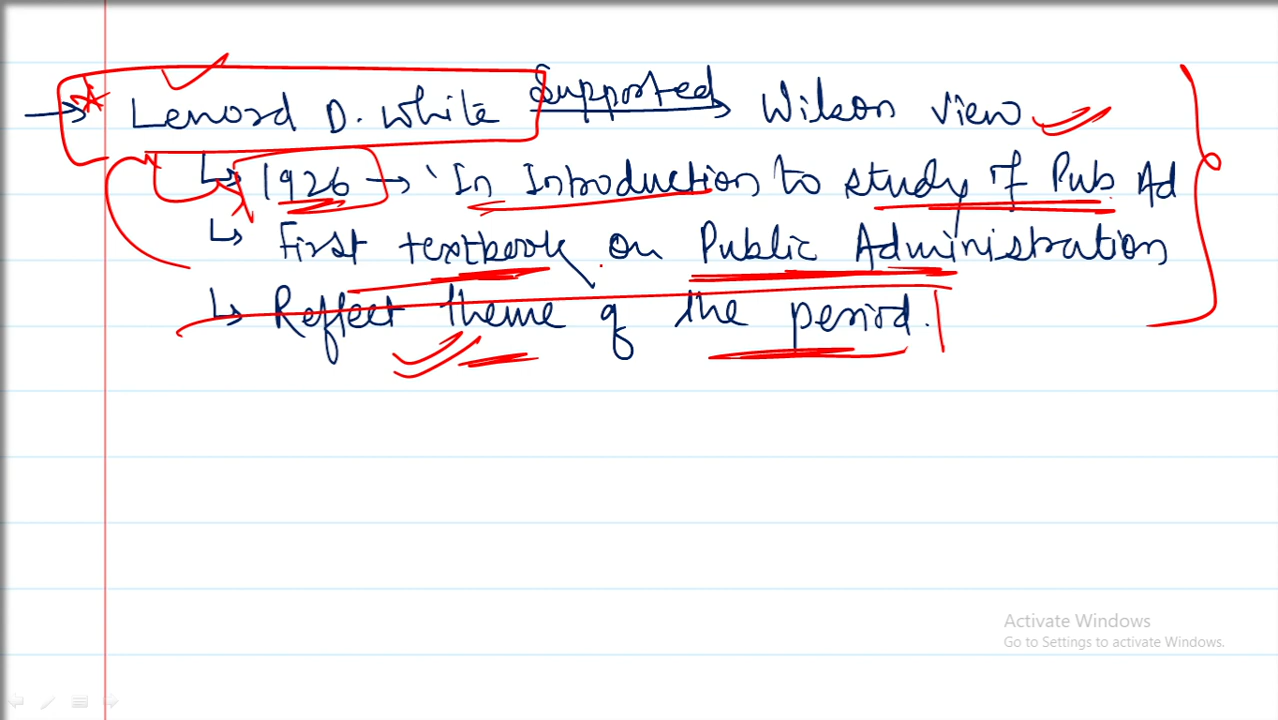 → * Lenord D. White Supported → Wilson view
↳ 1926 → 'In Introduction to study of Pub. Ad
↳ First textbook on Public Administration
↳ Reflect theme of the period.
Activate Windows
Go to Settings to activate Windows.